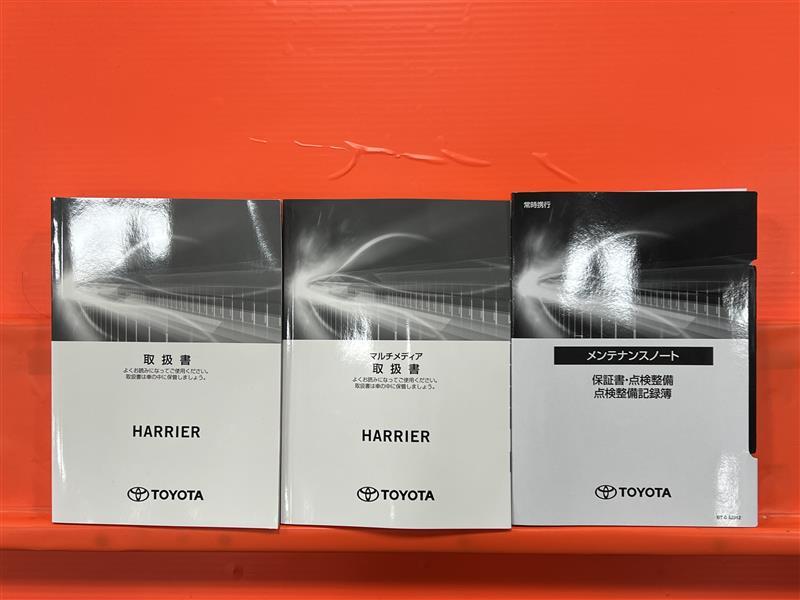 取扱書
よくお読みになってご使用ください。
取扱書は車の中に保管しましょう。
HARRIER
TOYOTA
マルチメディア
取扱書
よくお読みになってご使用ください。
取扱書は車の中に保管しましょう。
HARRIER
TOYOTA
常時携行
メンテナンスノート
保証書・点検整備
点検整備記録簿
TOYOTA